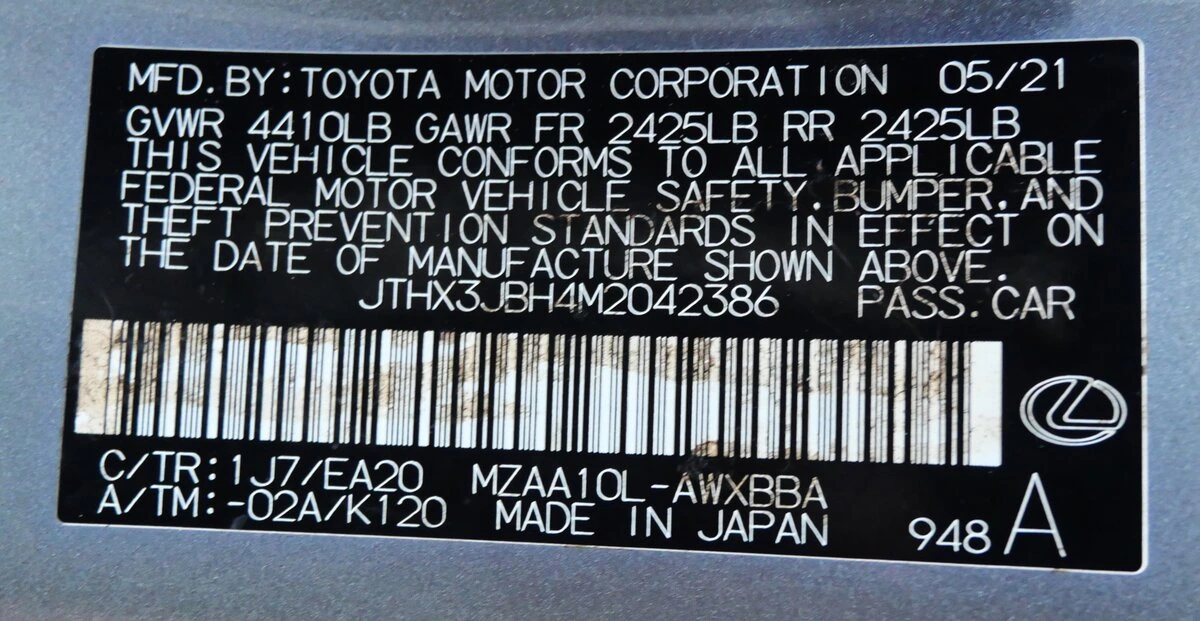 MFD.BY:TOYOTA MOTOR CORPORATION 05/21
GVWR 4410LB GAWR FR 2425LB RR 2425LB
THIS VEHICLE CONFORMS TO ALL APPLICABLE
FEDERAL MOTOR VEHICLE SAFETY.BUMPER,AND
THEFT PREVENTION STANDARDS IN EFFECT ON
THE DATE OF MANUFACTURE SHOWN ABOVE.
JTHX3JBH4M2042386 PASS.CAR
C/TR:1J7/EA20 MZAA10L-AWXBBA
A/TM:-02A/K120 MADE IN JAPAN 948 A